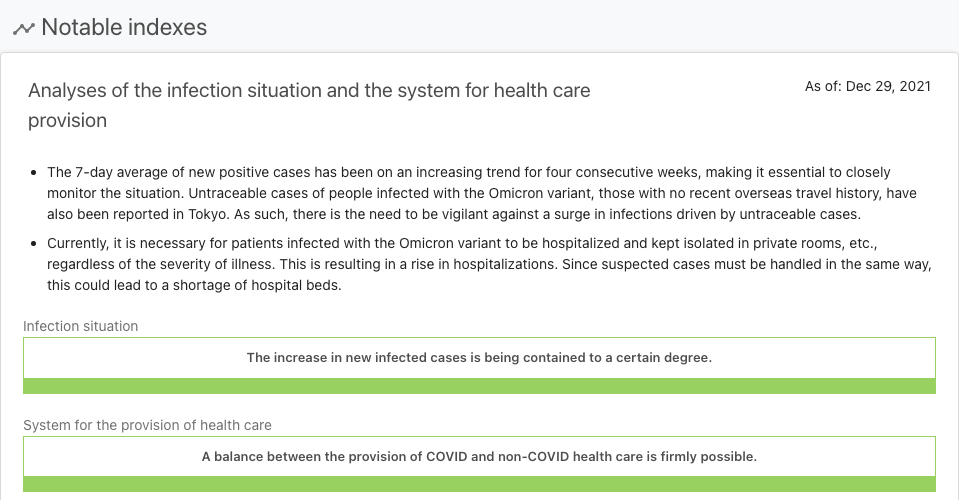 Notable indexes
Analyses of the infection situation and the system for health care
provision
As of: Dec 29, 2021
• The 7-day average of new positive cases has been on an increasing trend for four consecutive weeks, making it essential to closely
monitor the situation. Untraceable cases of people infected with the Omicron variant, those with no recent overseas travel history, have
also been reported in Tokyo. As such, there is the need to be vigilant against a surge in infections driven by untraceable cases.
• Currently, it is necessary for patients infected with the Omicron variant to be hospitalized and kept isolated in private rooms, etc.,
regardless of the severity of illness. This is resulting in a rise in hospitalizations. Since suspected cases must be handled in the same way,
this could lead to a shortage of hospital beds.
Infection situation
The increase in new infected cases is being contained to a certain degree.
System for the provision of health care
A balance between the provision of COVID and non-COVID health care is firmly possible.